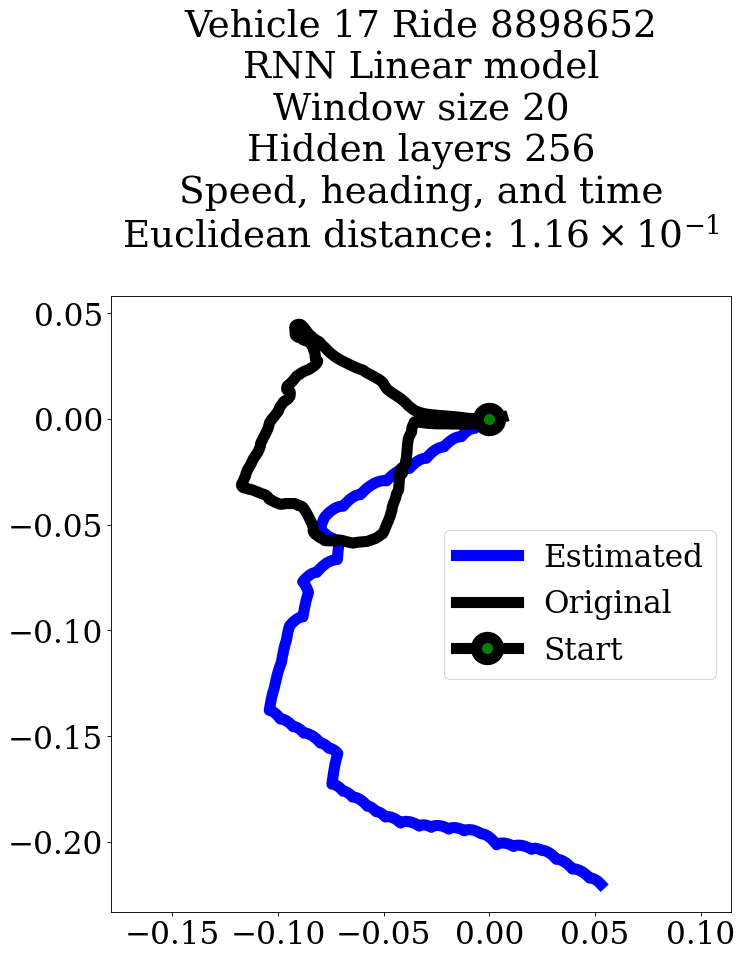 Vehicle 17 Ride 8898652
RNN Linear model
Window size 20
Hidden layers 256
Speed, heading, and time
Euclidean distance: 1.16 × 10⁻¹
0.05
0.00
−0.05
−0.10
−0.15
−0.20
Estimated
Original
Start
−0.15 −0.10 −0.05 0.00 0.05 0.10